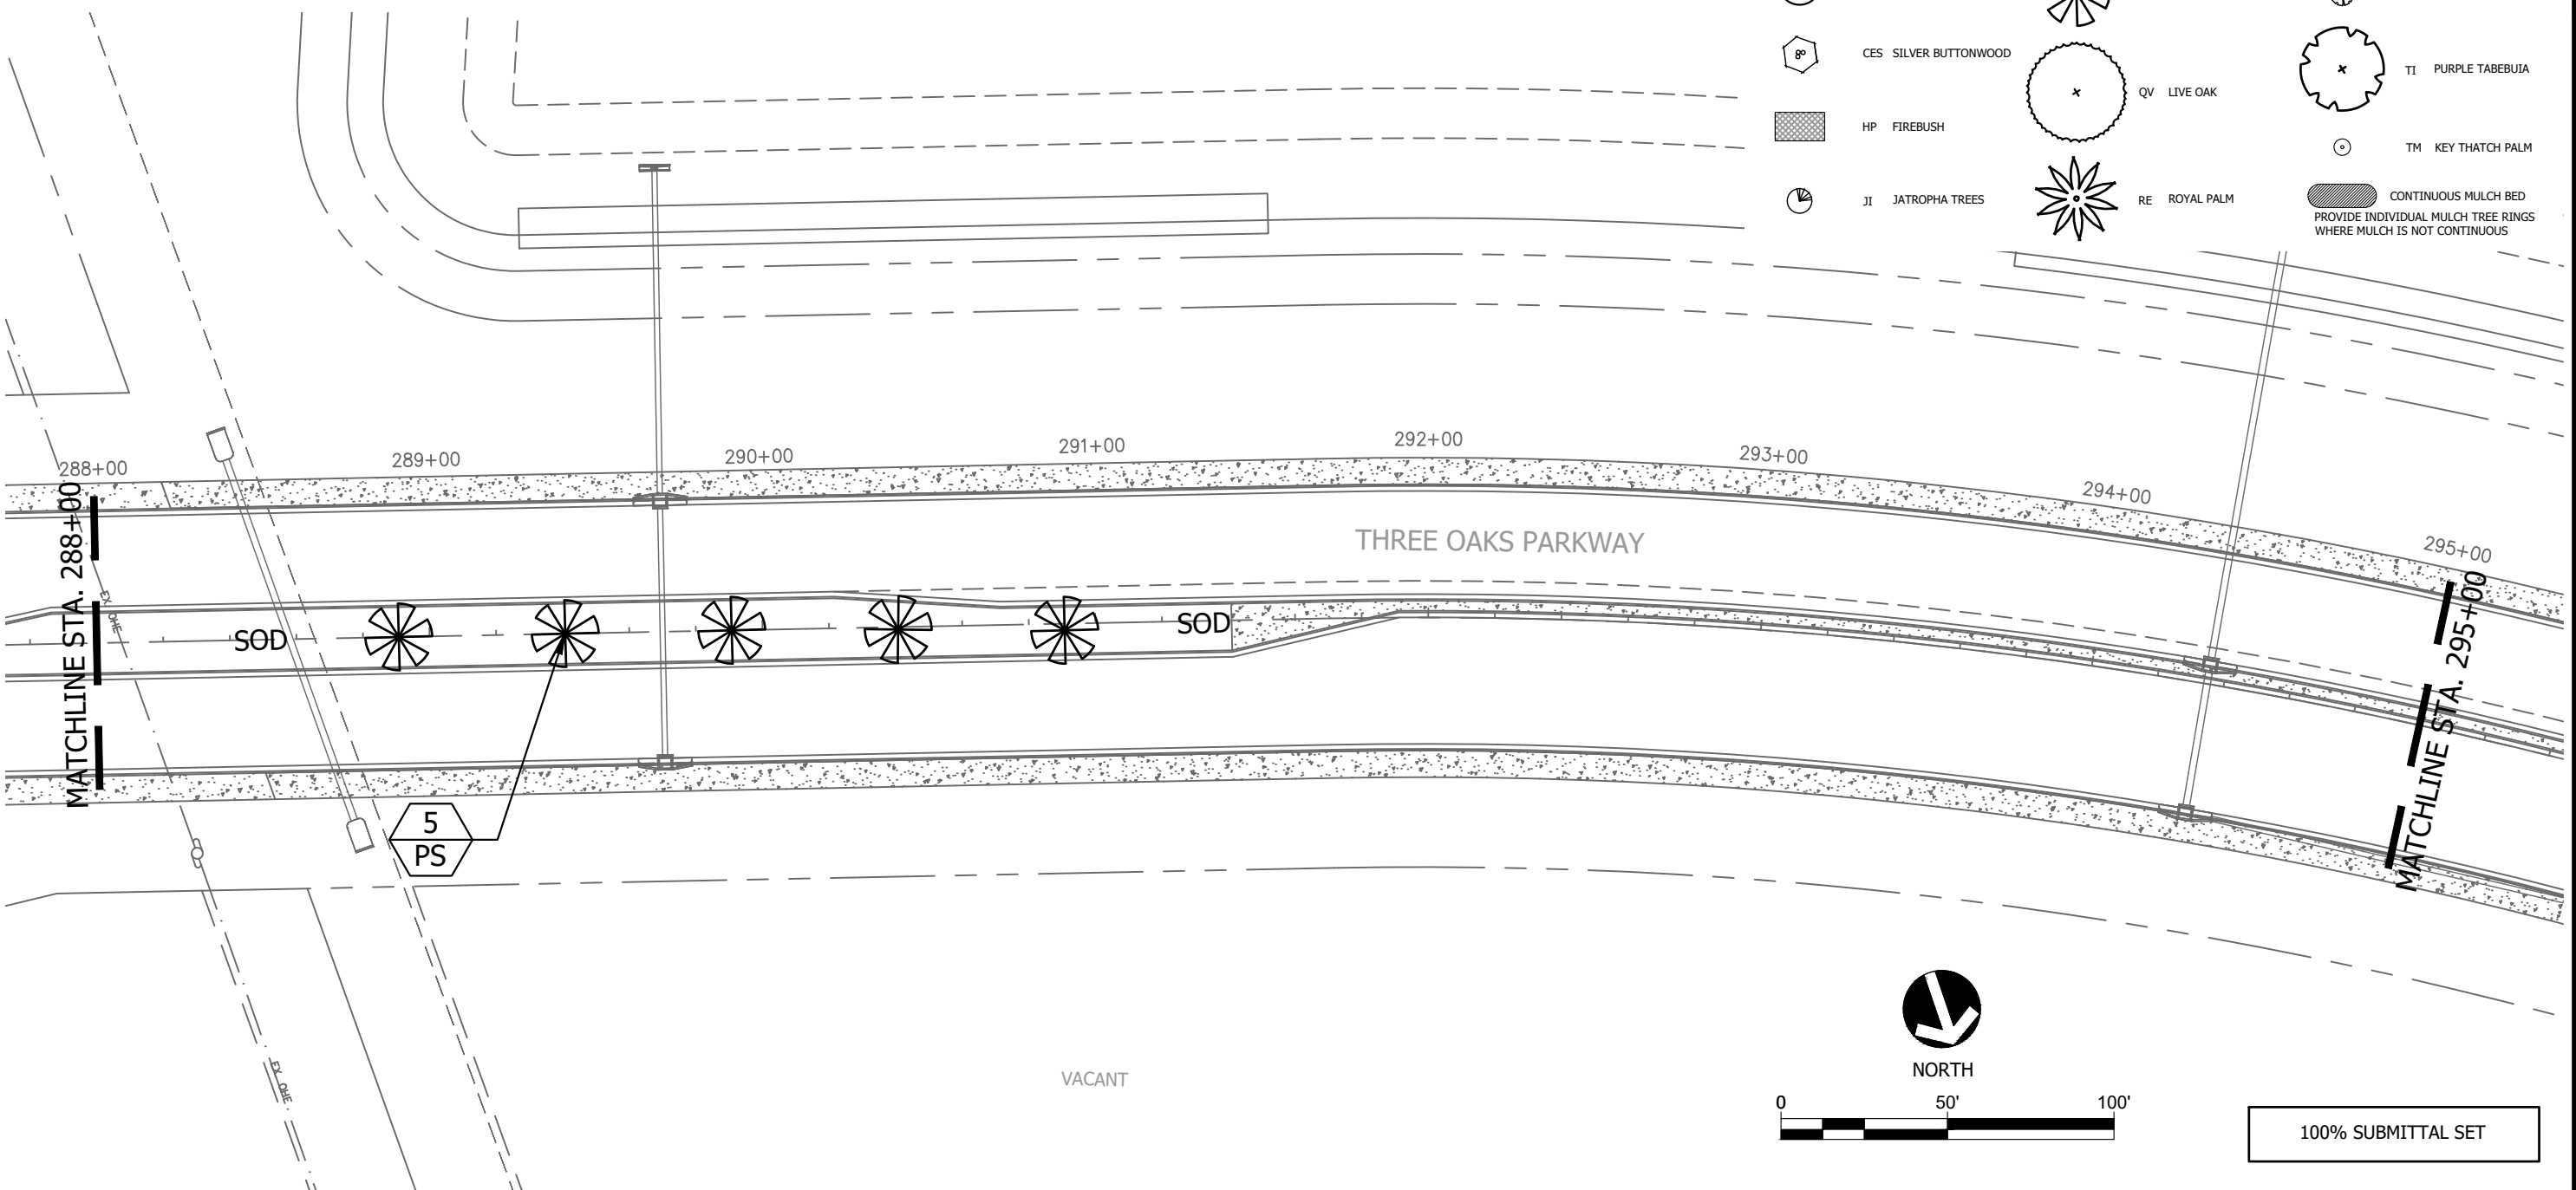 CES SILVER BUTTONWOOD
QV LIVE OAK
TI PURPLE TABEBUIA
HP FIREBUSH
TM KEY THATCH PALM
JI JATROPHA TREES
RE ROYAL PALM
CONTINUOUS MULCH BED
PROVIDE INDIVIDUAL MULCH TREE RINGS
WHERE MULCH IS NOT CONTINUOUS
288+00
289+00
290+00
291+00
292+00
293+00
294+00
295+00
MATCHLINE STA. 288+00
THREE OAKS PARKWAY
EX OHE
SOD
SOD
MATCHLINE STA. 295+00
5
PS
EX OHE
VACANT
NORTH
0 50' 100'
100% SUBMITTAL SET